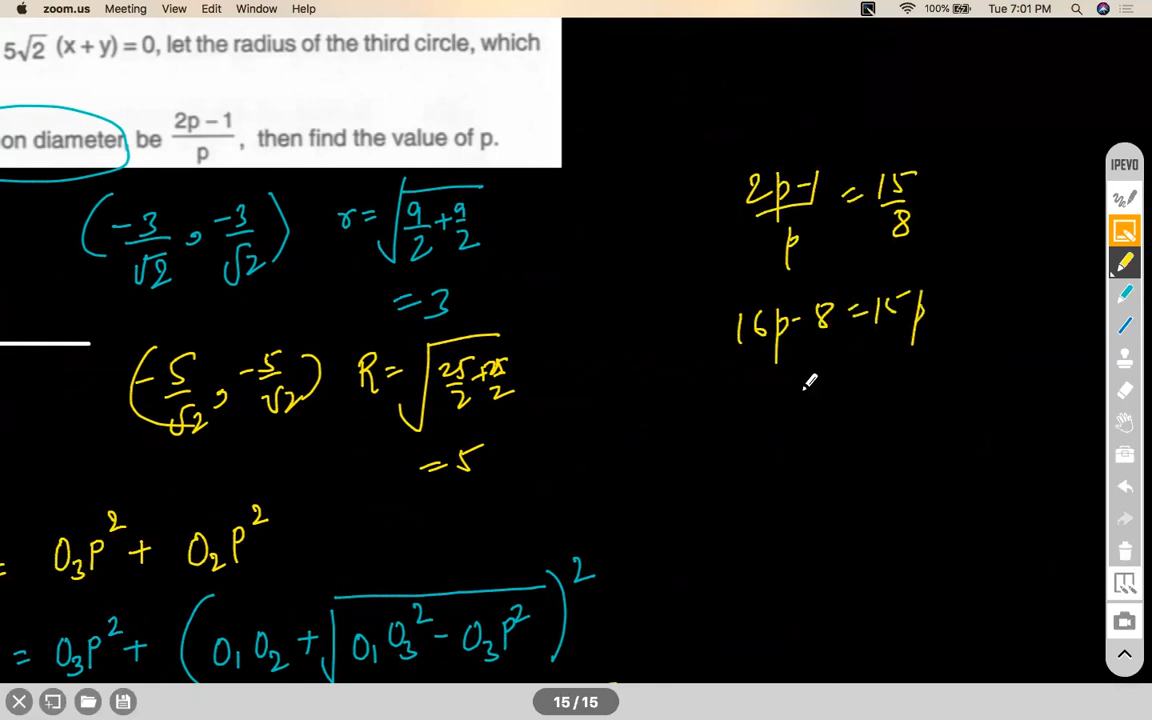 zoom.us Meeting View Edit Window Help 100% Tue 7:01 PM
5√2 (x + y) = 0, let the radius of the third circle, which
on diameter, be (2p – 1)/p, then find the value of p.
(-3/√2, -3/√2) r = √(9/2 + 9/2)
= 3
(-5/√2, -5/√2) R = √(25/2 + 25/2)
= 5
= O₃P² + O₂P²
= O₃P² + (O₁O₂ + √(O₁O₃² - O₃P²))²
(2p-1)/p = 15/8
16p - 8 = 15p
IPEVO
15 / 15